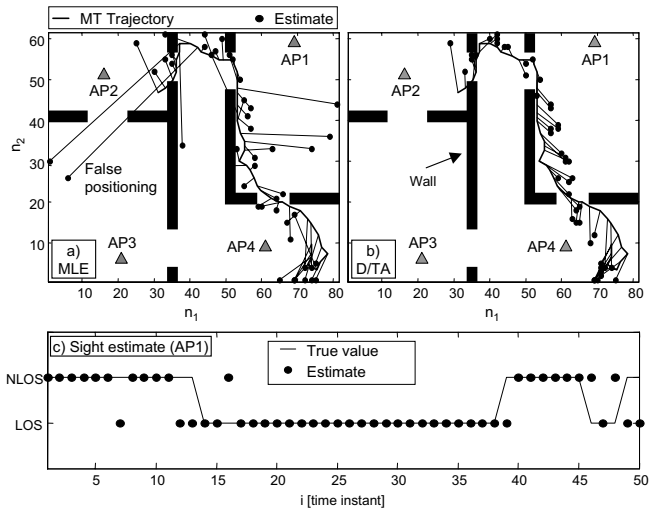 MT Trajectory Estimate
60
50
40
30
20
10
n2
AP1
AP2
False
positioning
AP3
AP4
a)
MLE
10 20 30 40 50 60 70 80
n1
AP1
AP2
Wall
AP3
AP4
b)
D/TA
10 20 30 40 50 60 70 80
n1
c) Sight estimate (AP1)
True value
Estimate
NLOS
LOS
5 10 15 20 25 30 35 40 45 50
i [time instant]